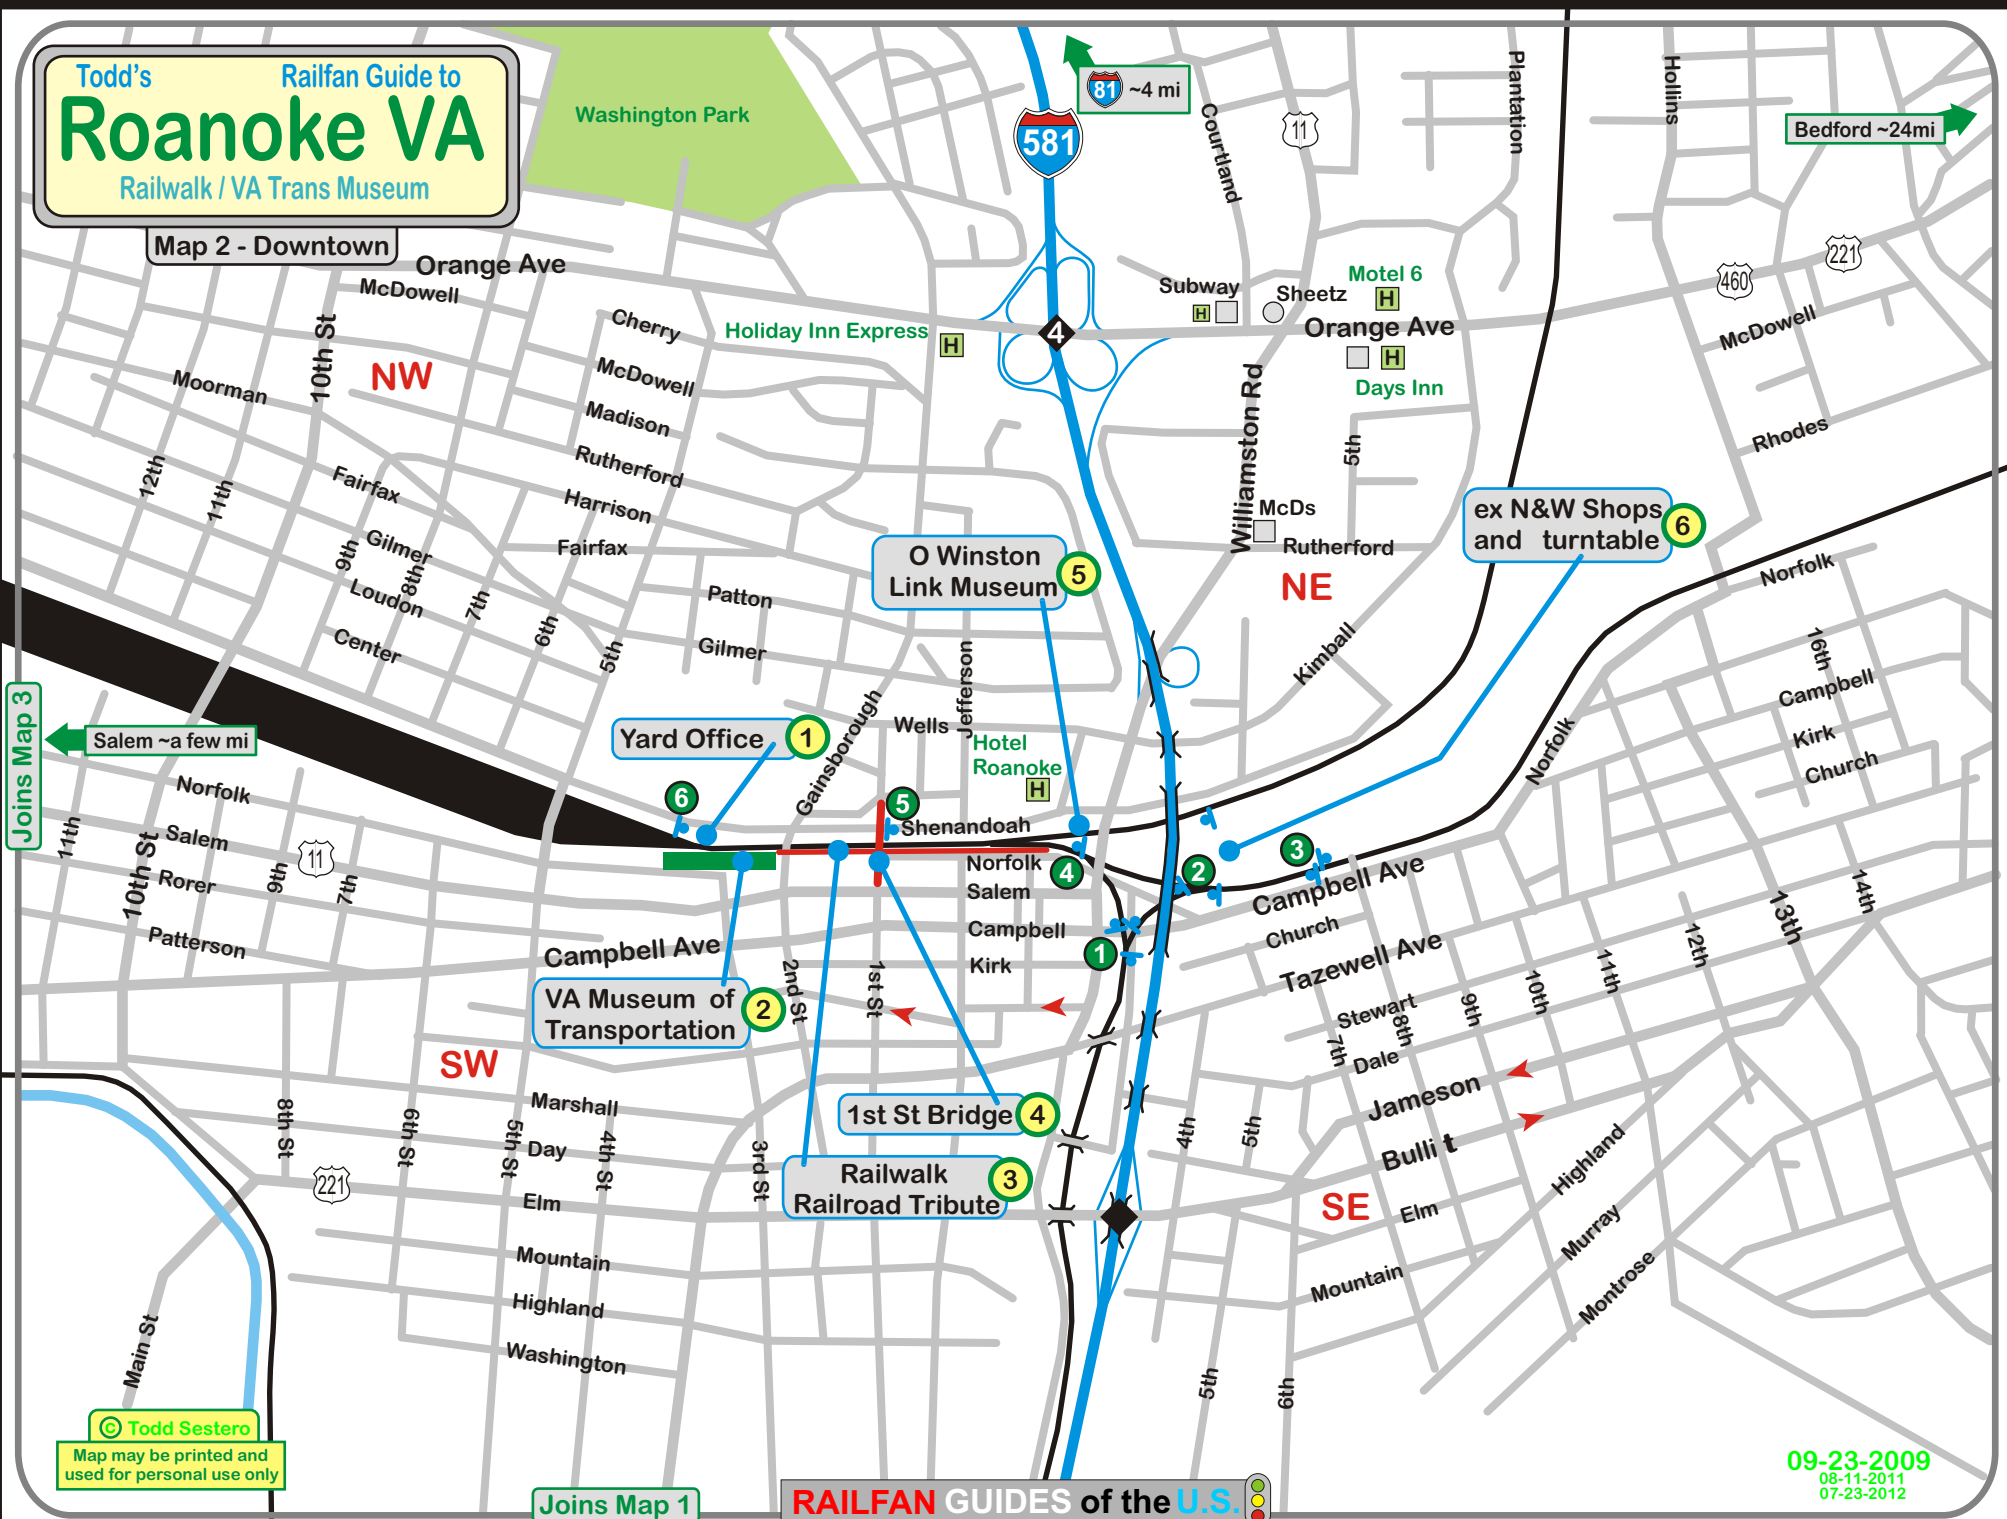 Todd's Railfan Guide to
Roanoke VA
Railwalk / VA Trans Museum
Map 2 - Downtown
Washington Park
581
81 ~4 mi
Courtland
11
Plantation
Hollins
Bedford ~24mi
221
460
Orange Ave
McDowell
10th St
NW
Moorman
Cherry
McDowell
Madison
Rutherford
Harrison
Fairfax
Holiday Inn Express
H
4
Subway
H
Sheetz
Motel 6
H
Orange Ave
H
Days Inn
McDowell
Rhodes
Williamston Rd
5th
McDs
Rutherford
NE
ex N&W Shops
and turntable
6
12th
11th
Fairfax
Gilmer
9th
8th
Loudon
7th
Center
6th
5th
Patton
Gilmer
O Winston
Link Museum
5
Kimball
Norfolk
16th
Campbell
Kirk
Church
Norfolk
Joins Map 3
Salem ~a few mi
Yard Office
1
Gainsborough
Wells
Jefferson
Hotel
Roanoke
H
6
5
Shenandoah
Norfolk
4
Salem
Campbell
Kirk
1
2
3
Campbell Ave
Church
Tazewell Ave
Norfolk
Salem
11
Rorer
Patterson
11th
10th St
9th
7th
Campbell Ave
VA Museum of
Transportation
2
2nd St
1st St
Stewart
Dale
7th
8th
9th
10th
11th
12th
13th
14th
Jameson
Bulli t
SW
Marshall
Day
Elm
Mountain
Highland
Washington
8th St
6th St
5th St
4th St
3rd St
221
1st St Bridge
4
Railwalk
Railroad Tribute
3
4th
5th
SE
Elm
Highland
Murray
Montrose
Mountain
5th
6th
Main St
© Todd Sestero
Map may be printed and
used for personal use only
Joins Map 1
RAILFAN GUIDES of the U.S.
09-23-2009
08-11-2011
07-23-2012